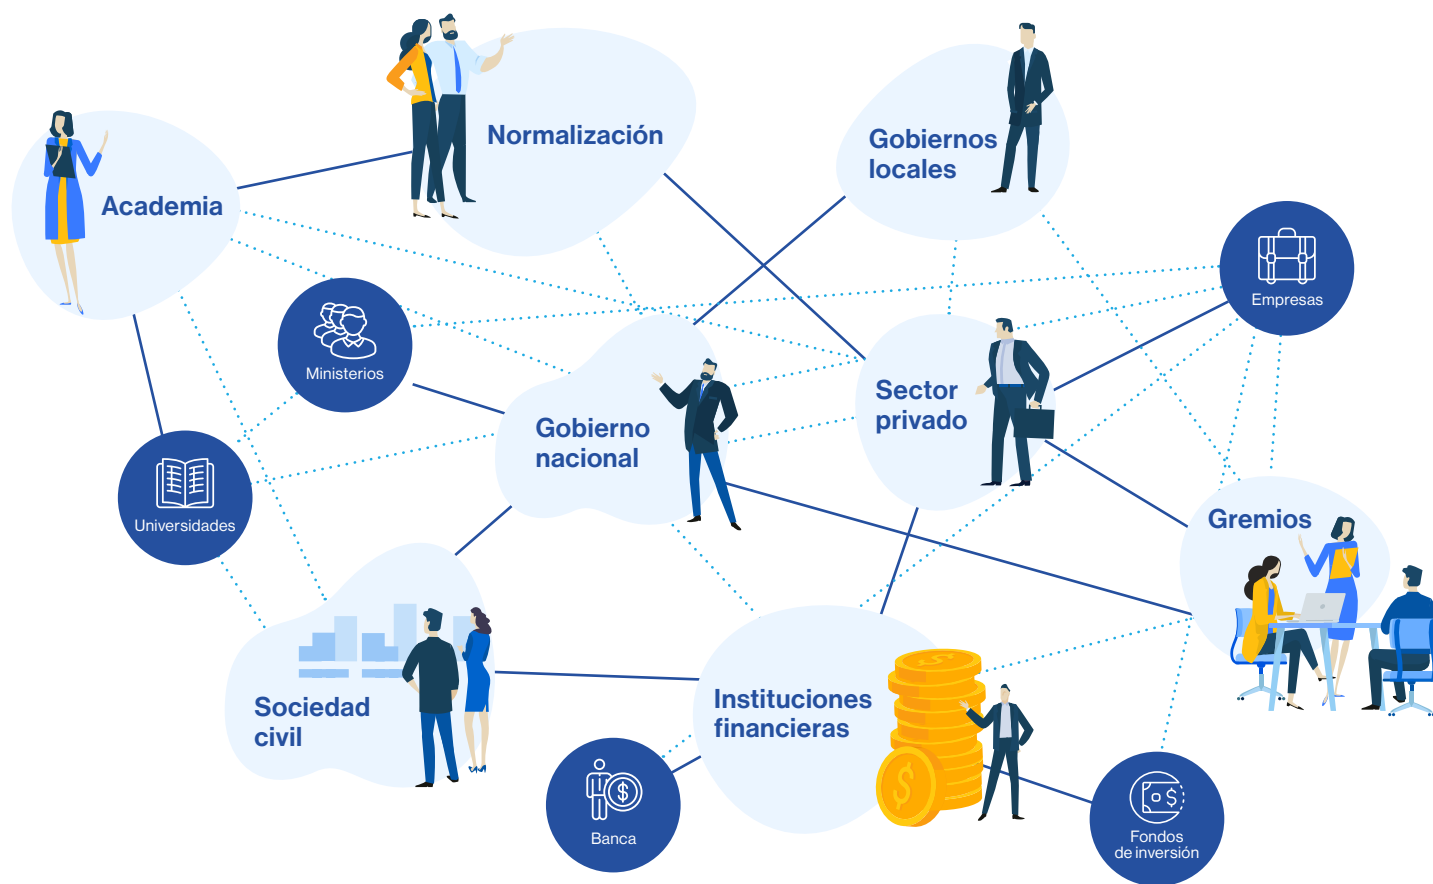 Normalización
Gobiernos
locales
Academia
Empresas
Ministerios
Sector
privado
Gobierno
nacional
Universidades
Gremios
Sociedad
civil
Instituciones
financieras
$
$
$
$
Banca
Fondos
de inversión